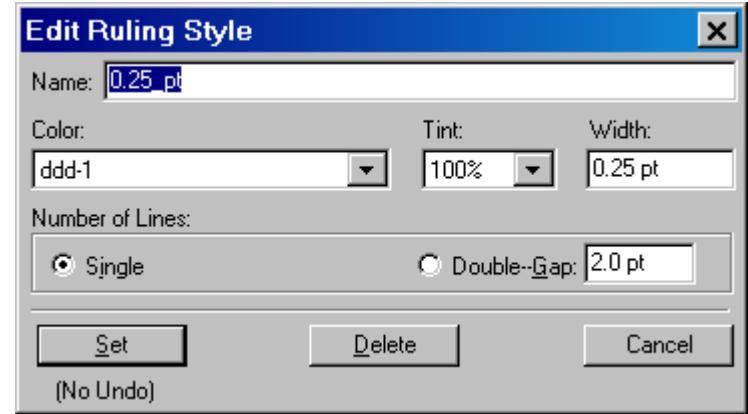 Edit Ruling Style
Name: 0.25_pt
Color: Tint: Width:
ddd-1 100% 0.25 pt
Number of Lines:
Single Double--Gap: 2.0 pt
Set Delete Cancel
(No Undo)